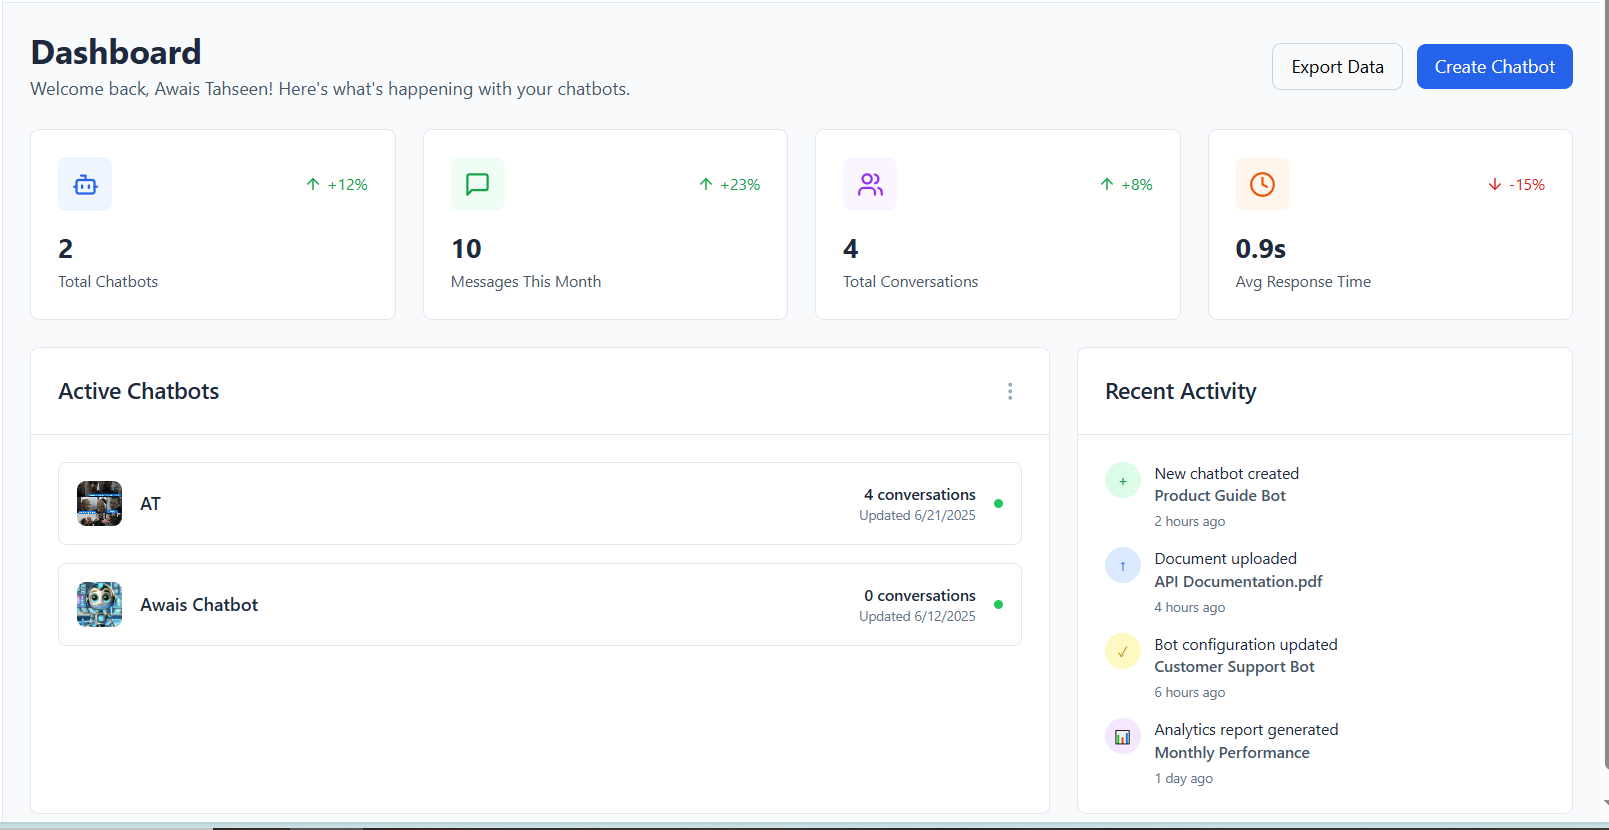 Dashboard
Welcome back, Awais Tahseen! Here's what's happening with your chatbots.
Export Data
Create Chatbot
+12%
2
Total Chatbots
+23%
10
Messages This Month
+8%
4
Total Conversations
-15%
0.9s
Avg Response Time
Active Chatbots
AT
4 conversations
Updated 6/21/2025
Awais Chatbot
0 conversations
Updated 6/12/2025
Recent Activity
New chatbot created
Product Guide Bot
2 hours ago
Document uploaded
API Documentation.pdf
4 hours ago
Bot configuration updated
Customer Support Bot
6 hours ago
Analytics report generated
Monthly Performance
1 day ago